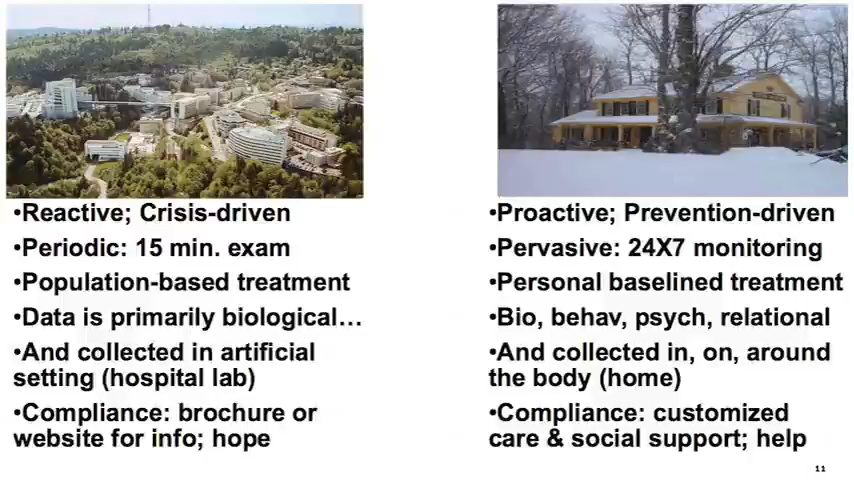 •Reactive; Crisis-driven
•Periodic: 15 min. exam
•Population-based treatment
•Data is primarily biological…
•And collected in artificial
setting (hospital lab)
•Compliance: brochure or
website for info; hope
•Proactive; Prevention-driven
•Pervasive: 24X7 monitoring
•Personal baselined treatment
•Bio, behav, psych, relational
•And collected in, on, around
the body (home)
•Compliance: customized
care & social support; help
11